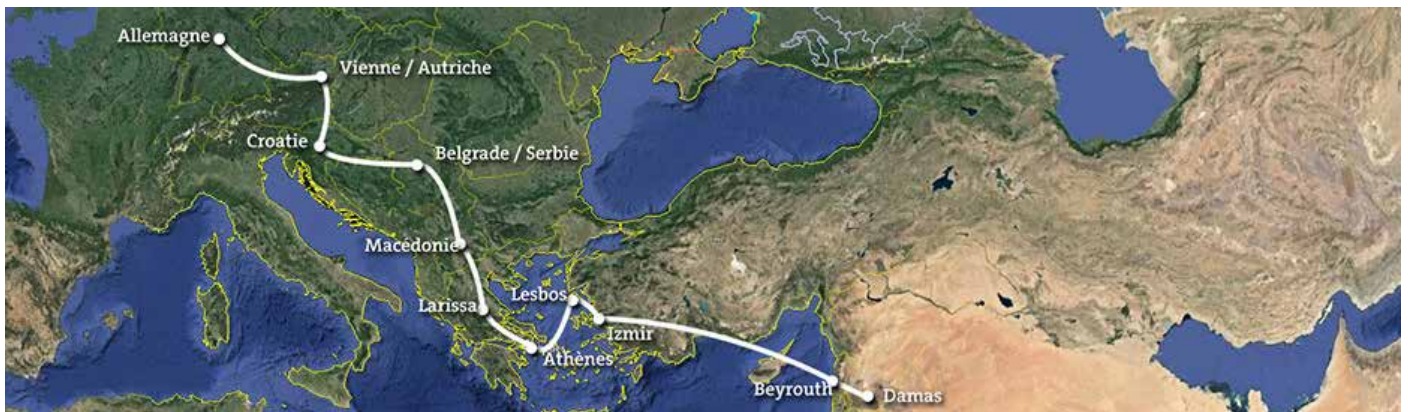 Allemagne
Vienne / Autriche
Croatie
Belgrade / Serbie
Macédonie
Larissa
Lesbos
Izmir
Athènes
Beyrouth
Damas